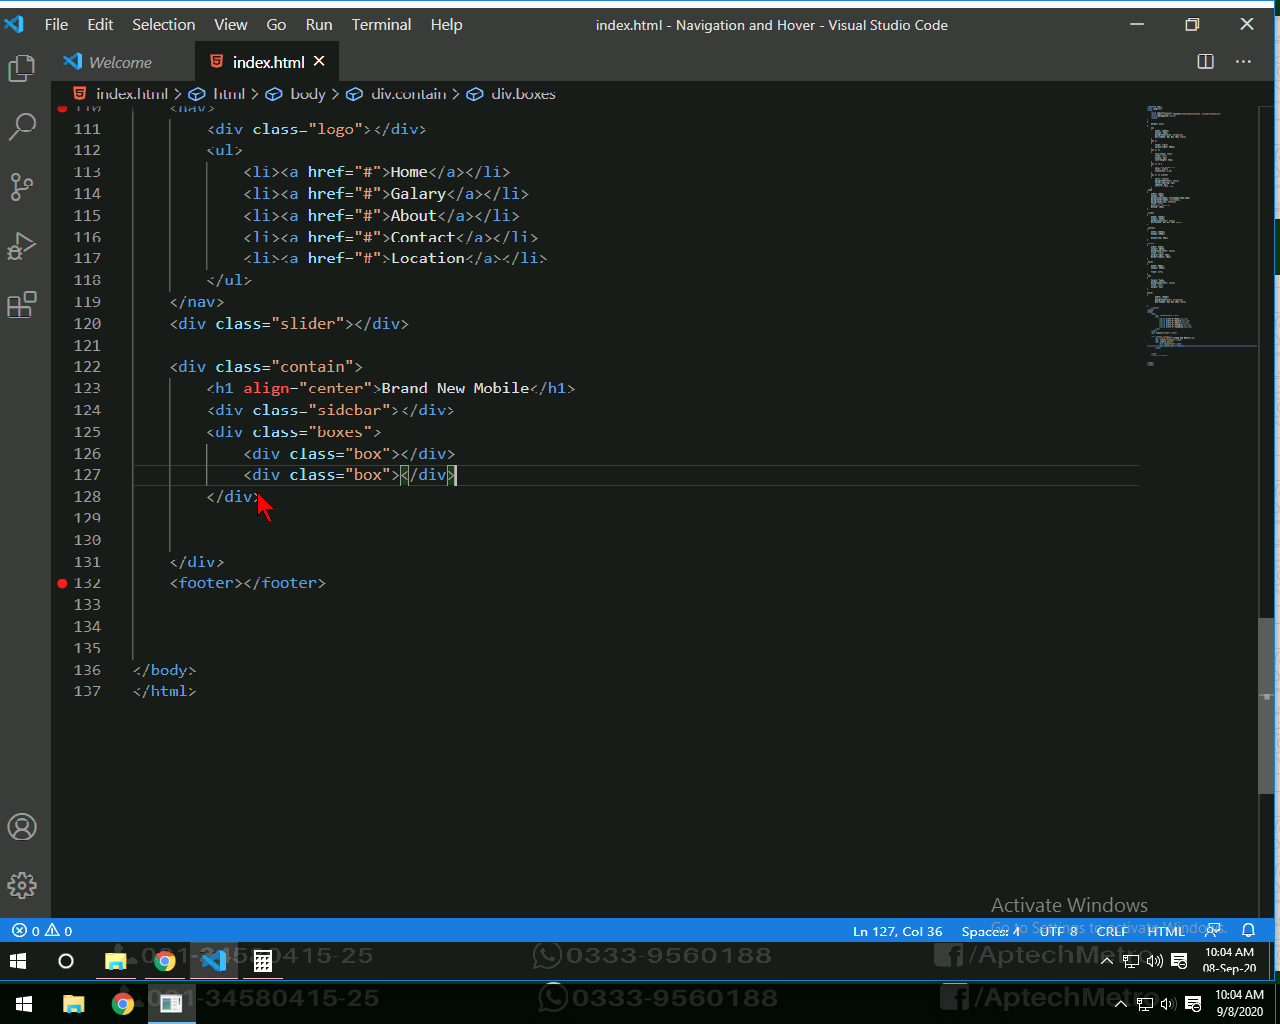 File Edit Selection View Go Run Terminal Help index.html - Navigation and Hover - Visual Studio Code
Welcome index.html
index.html > html > body > div.contain > div.boxes
110 <nav>
111 <div class="logo"></div>
112 <ul>
113 <li><a href="#">Home</a></li>
114 <li><a href="#">Galary</a></li>
115 <li><a href="#">About</a></li>
116 <li><a href="#">Contact</a></li>
117 <li><a href="#">Location</a></li>
118 </ul>
119 </nav>
120 <div class="slider"></div>
121
122 <div class="contain">
123 <h1 align="center">Brand New Mobile</h1>
124 <div class="sidebar"></div>
125 <div class="boxes">
126 <div class="box"></div>
127 <div class="box"></div>
128 </div>
129
130
131 </div>
132 <footer></footer>
133
134
135
136 </body>
137 </html>
Activate Windows
Go to Settings to activate Windows.
0 0 Ln 127, Col 36 Spaces: 4 UTF-8 CRLF HTML
021-34580415-25 0333-9560188 /AptechMetro 10:04 AM
08-Sep-20
021-34580415-25 0333-9560188 /AptechMetro 10:04 AM
9/8/2020